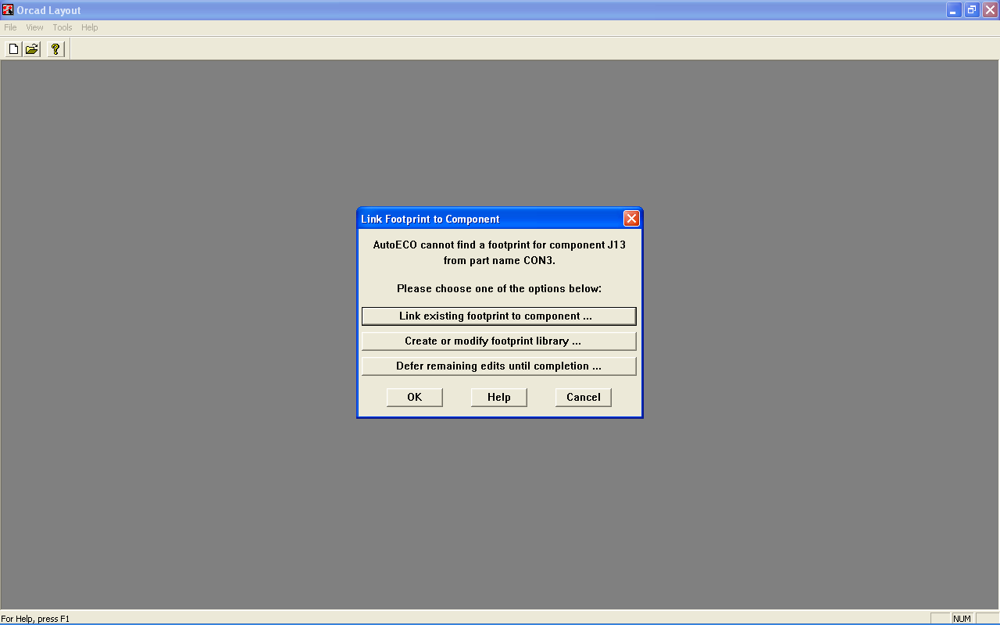 Orcad Layout
File View Tools Help
Link Footprint to Component
AutoECO cannot find a footprint for component J13
from part name CON3.
Please choose one of the options below:
Link existing footprint to component ...
Create or modify footprint library ...
Defer remaining edits until completion ...
OK Help Cancel
For Help, press F1 NUM